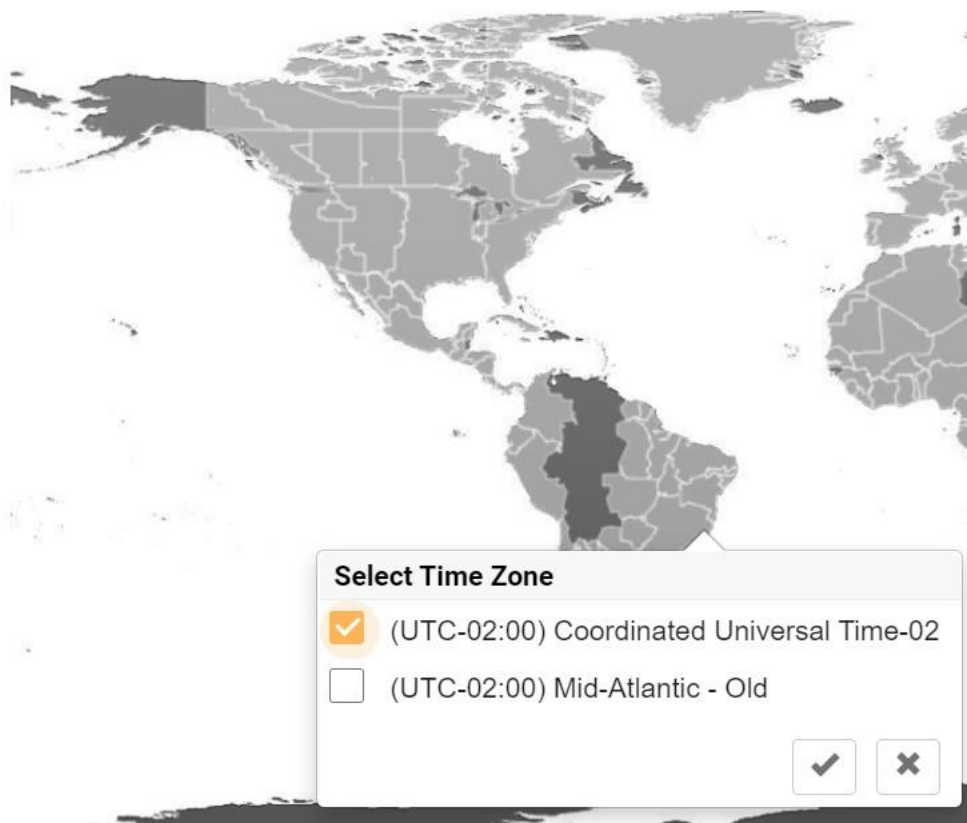 Select Time Zone
(UTC-02:00) Coordinated Universal Time-02
(UTC-02:00) Mid-Atlantic - Old